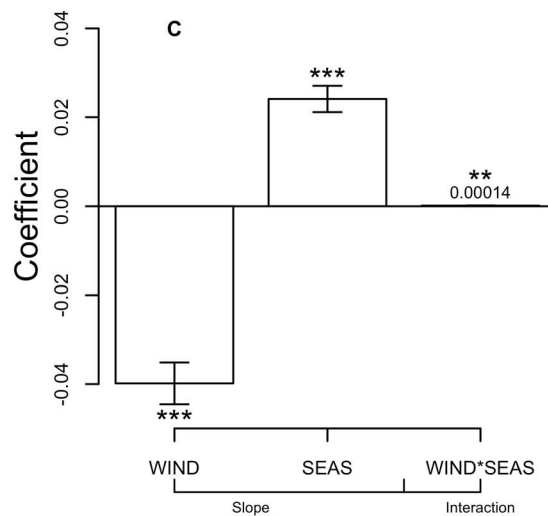 C
Coefficient
0.04
0.02
0.00
-0.02
-0.04
***
**
0.00014
***
WIND SEAS WIND*SEAS
Slope Interaction